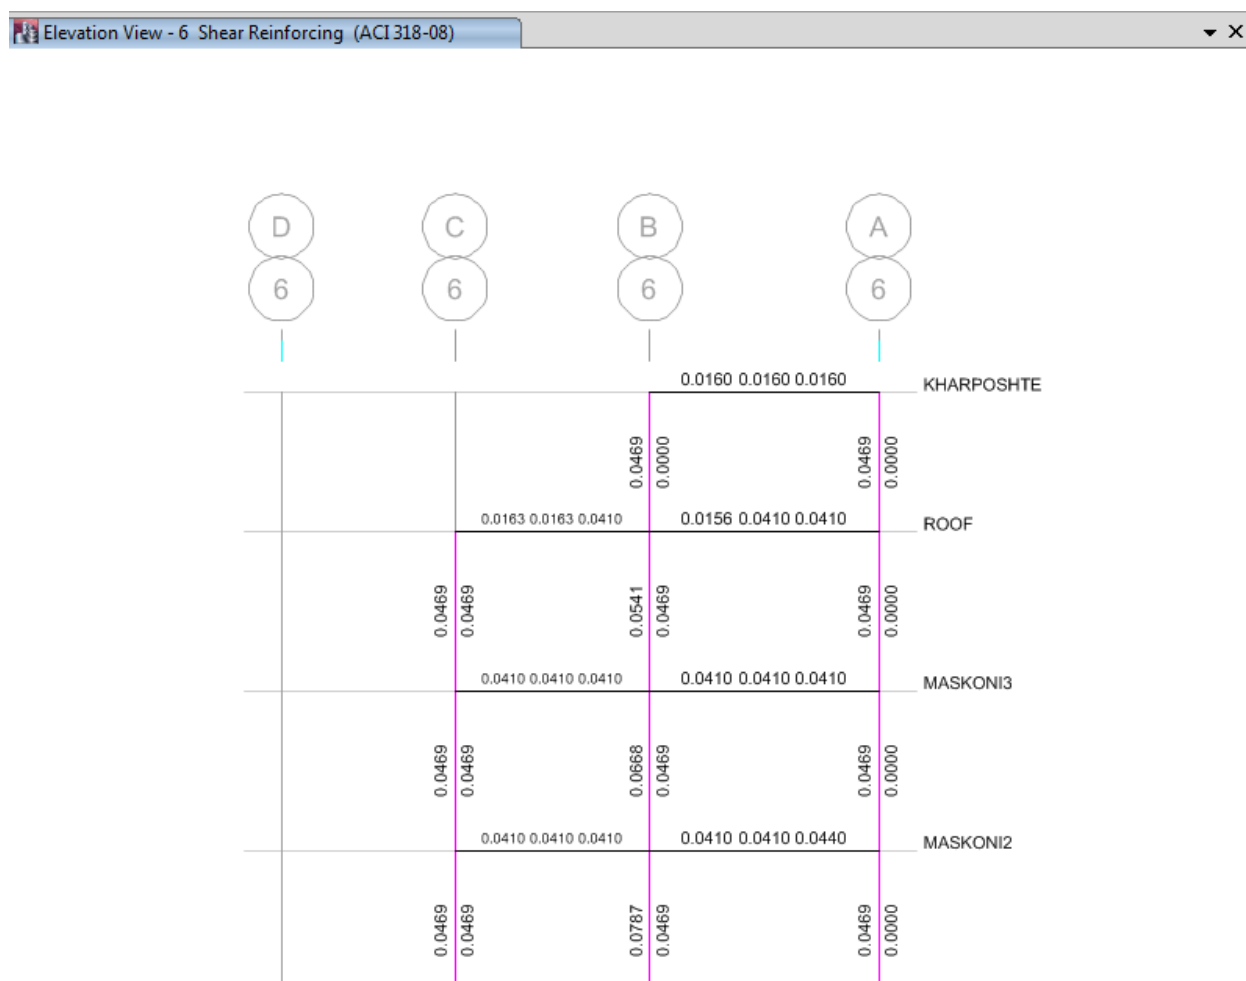 Elevation View - 6 Shear Reinforcing (ACI 318-08)
D C B A
6 6 6 6
0.0160 0.0160 0.0160 KHARPOSHTE
0.0469 0.0000 0.0469 0.0000
0.0163 0.0163 0.0410 0.0156 0.0410 0.0410 ROOF
0.0469 0.0469 0.0541 0.0469 0.0469 0.0000
0.0410 0.0410 0.0410 0.0410 0.0410 0.0410 MASKONI3
0.0469 0.0469 0.0668 0.0469 0.0469 0.0000
0.0410 0.0410 0.0410 0.0410 0.0410 0.0440 MASKONI2
0.0469 0.0469 0.0787 0.0469 0.0469 0.0000